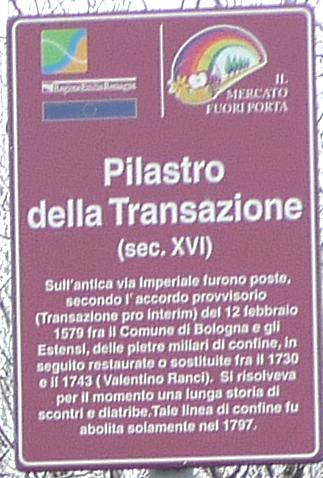 RegioneEmilia-Romagna
IL
MERCATO
FUORI PORTA
Pilastro
della Transazione
(sec. XVI)
Sull'antica via Imperiale furono poste,
secondo l' accordo provvisorio
(Transazione pro interim) del 12 febbraio
1579 fra il Comune di Bologna e gli
Estensi, delle pietre miliari di confine, in
seguito restaurate o sostituite fra il 1730
e il 1743 ( Valentino Ranci). Si risolveva
per il momento una lunga storia di
scontri e diatribe.Tale linea di confine fu
abolita solamente nel 1797.